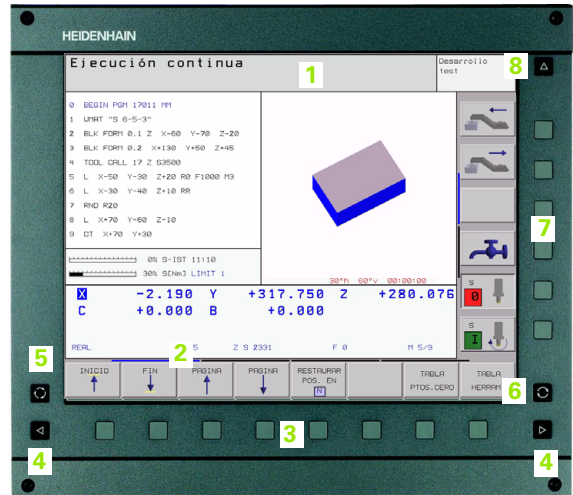 HEIDENHAIN
Ejecución continua
Desarrollo
test
1
8
0 BEGIN PGM 17011 MM
1 WMAT "S 6-5-3"
2 BLK FORM 0.1 Z X-60 Y-70 Z-20
3 BLK FORM 0.2 X+130 Y+50 Z+45
4 TOOL CALL 17 Z S3500
5 L X-50 Y-30 Z+20 R0 F1000 M3
6 L X-30 Y-40 Z+10 RR
7 RND R20
8 L X+70 Y-60 Z-10
9 CT X+70 Y+30
7
0% S-IST 11:10
30% S[Nm] LIMIT 1
30°h 60°v 00:00:00
S
0
X -2.190 Y +317.750 Z +280.076
C +0.000 B +0.000
S
I
REAL 5 Z S 2331 F 0 M 5/9
2
5
INICIO
FIN
PAGINA
PAGINA
RESTAURAR
POS. EN
N
TABLA
PTOS.CERO
TABLA
HERRAM
6
3
4
4